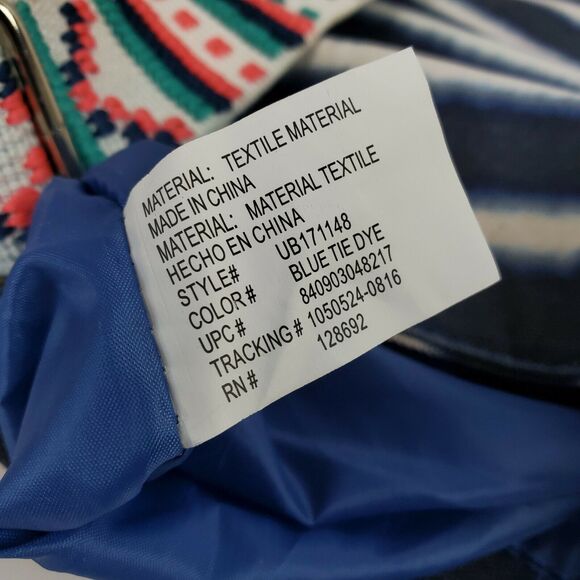 MATERIAL: TEXTILE MATERIAL
MADE IN CHINA
MATERIAL: MATERIAL TEXTILE
HECHO EN CHINA
STYLE# UB171148
COLOR# BLUE TIE DYE
UPC# 840903048217
TRACKING# 1050524-0816
RN# 128692